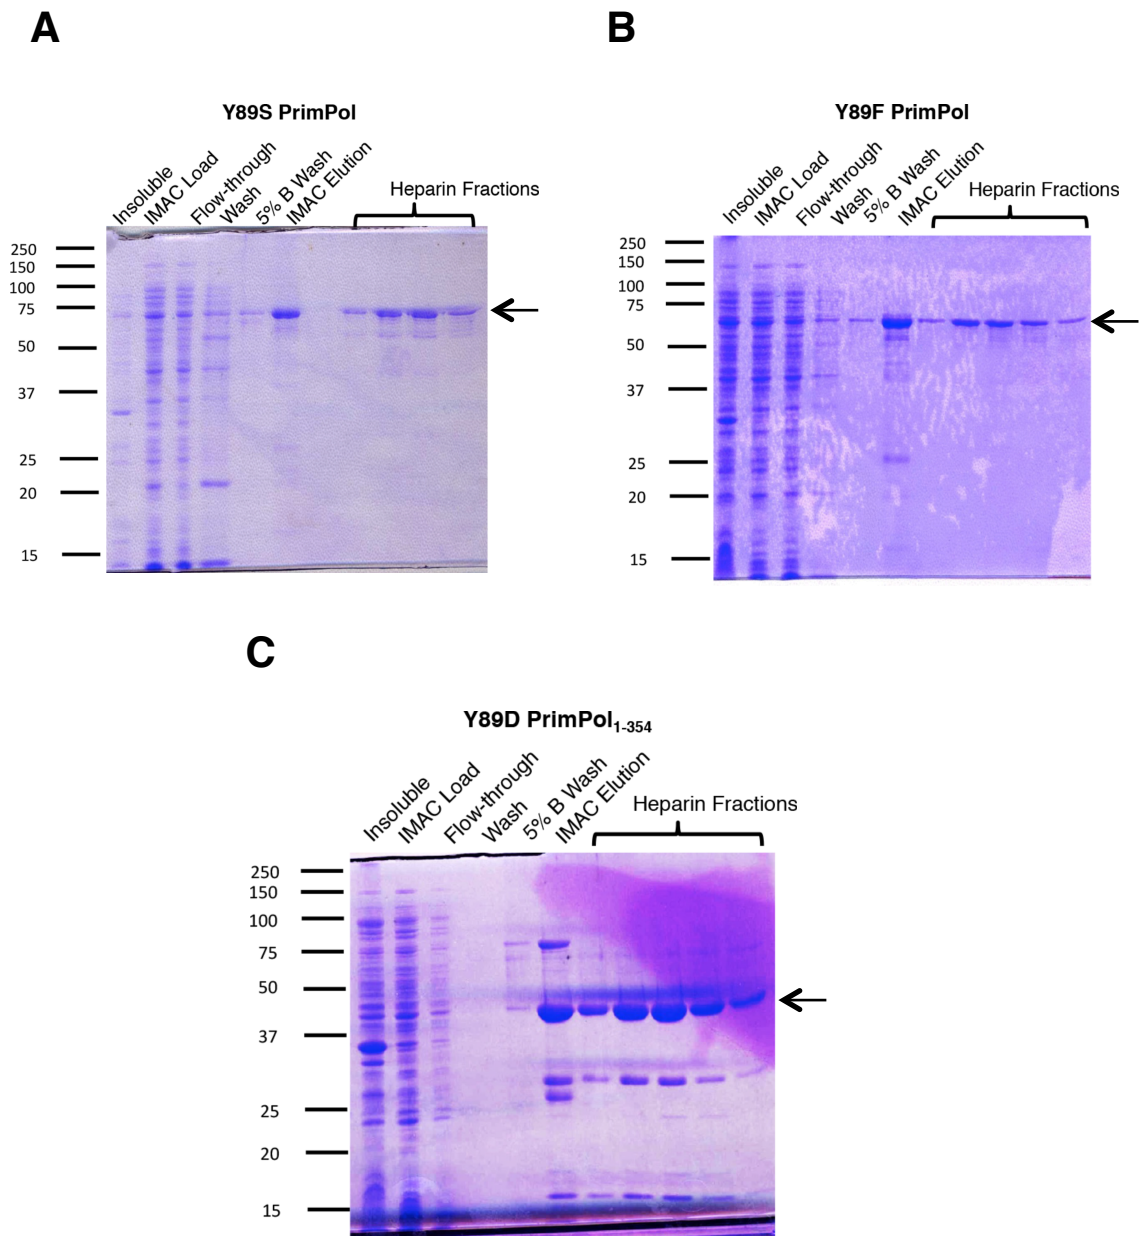 A
Y89S PrimPol
Insoluble
IMAC Load
Flow-through
Wash
5% B Wash
IMAC Elution
Heparin Fractions
250
150
100
75
50
37
25
20
15
B
Y89F PrimPol
Insoluble
IMAC Load
Flow-through
Wash
5% B Wash
IMAC Elution
Heparin Fractions
250
150
100
75
50
37
25
20
15
C
Y89D PrimPol1-354
Insoluble
IMAC Load
Flow-through
Wash
5% B Wash
IMAC Elution
Heparin Fractions
250
150
100
75
50
37
25
20
15